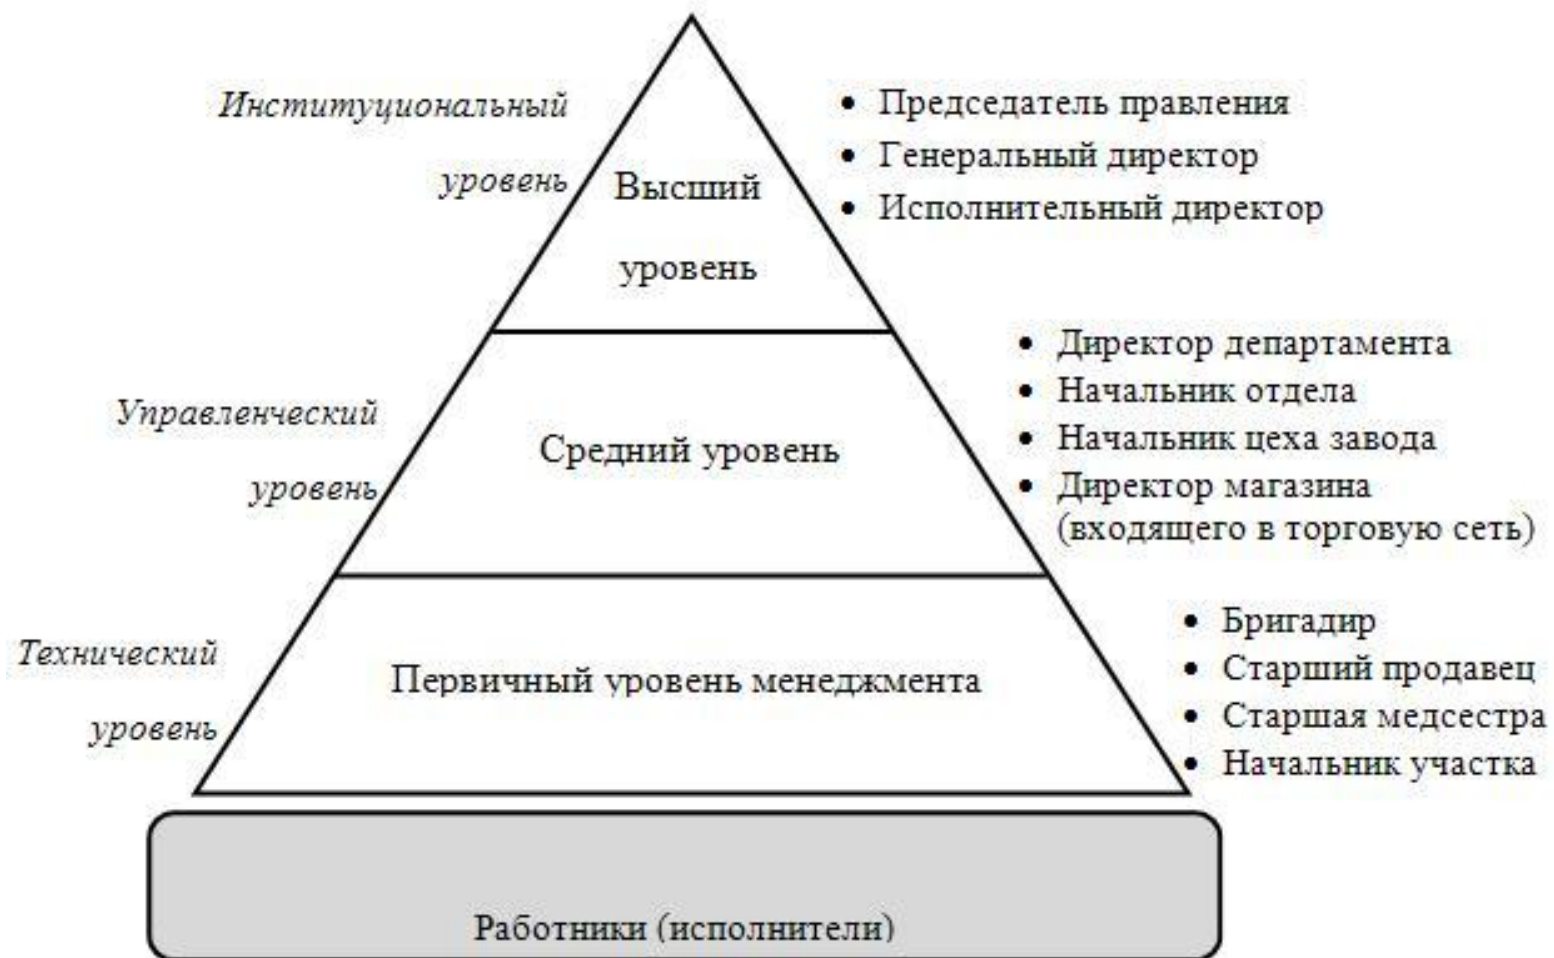 Институциональный
уровень
Высший
уровень
• Председатель правления
• Генеральный директор
• Исполнительный директор
Управленческий
уровень
Средний уровень
• Директор департамента
• Начальник отдела
• Начальник цеха завода
• Директор магазина
(входящего в торговую сеть)
Технический
уровень
Первичный уровень менеджмента
• Бригадир
• Старший продавец
• Старшая медсестра
• Начальник участка
Работники (исполнители)